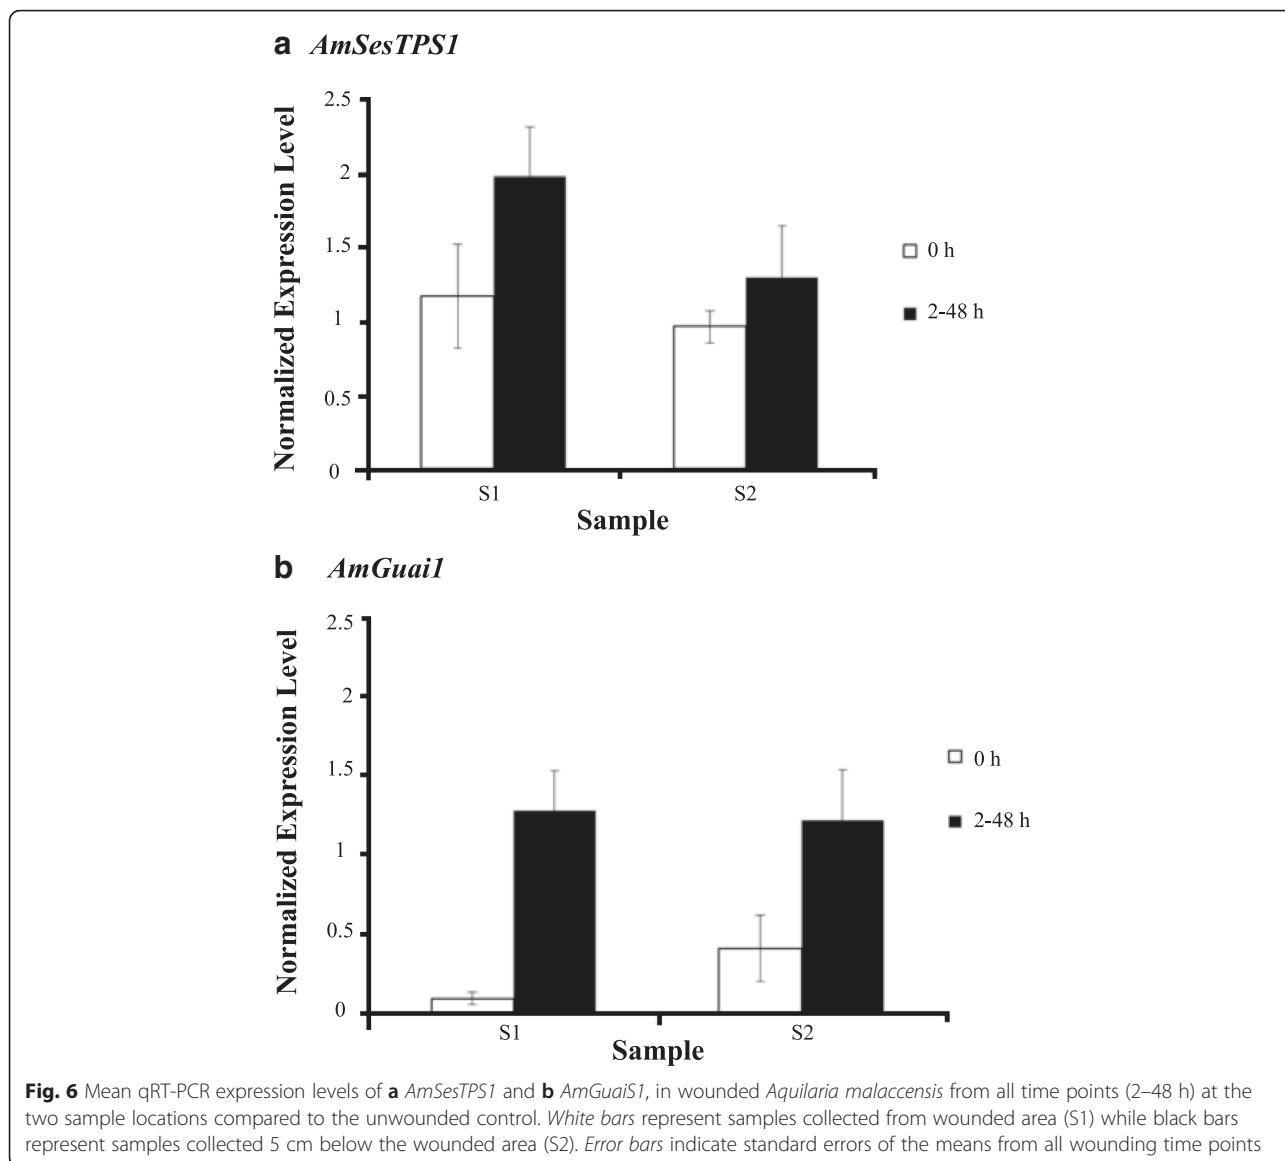 a AmSesTPS1
2.5
2
1.5
1
0.5
0
Normalized Expression Level
S1 S2
Sample
0 h
2-48 h
b AmGuai1
2.5
2
1.5
1
0.5
0
Normalized Expression Level
S1 S2
Sample
0 h
2-48 h
Fig. 6 Mean qRT-PCR expression levels of a AmSesTPS1 and b AmGuaiS1, in wounded Aquilaria malaccensis from all time points (2–48 h) at the
two sample locations compared to the unwounded control. White bars represent samples collected from wounded area (S1) while black bars
represent samples collected 5 cm below the wounded area (S2). Error bars indicate standard errors of the means from all wounding time points